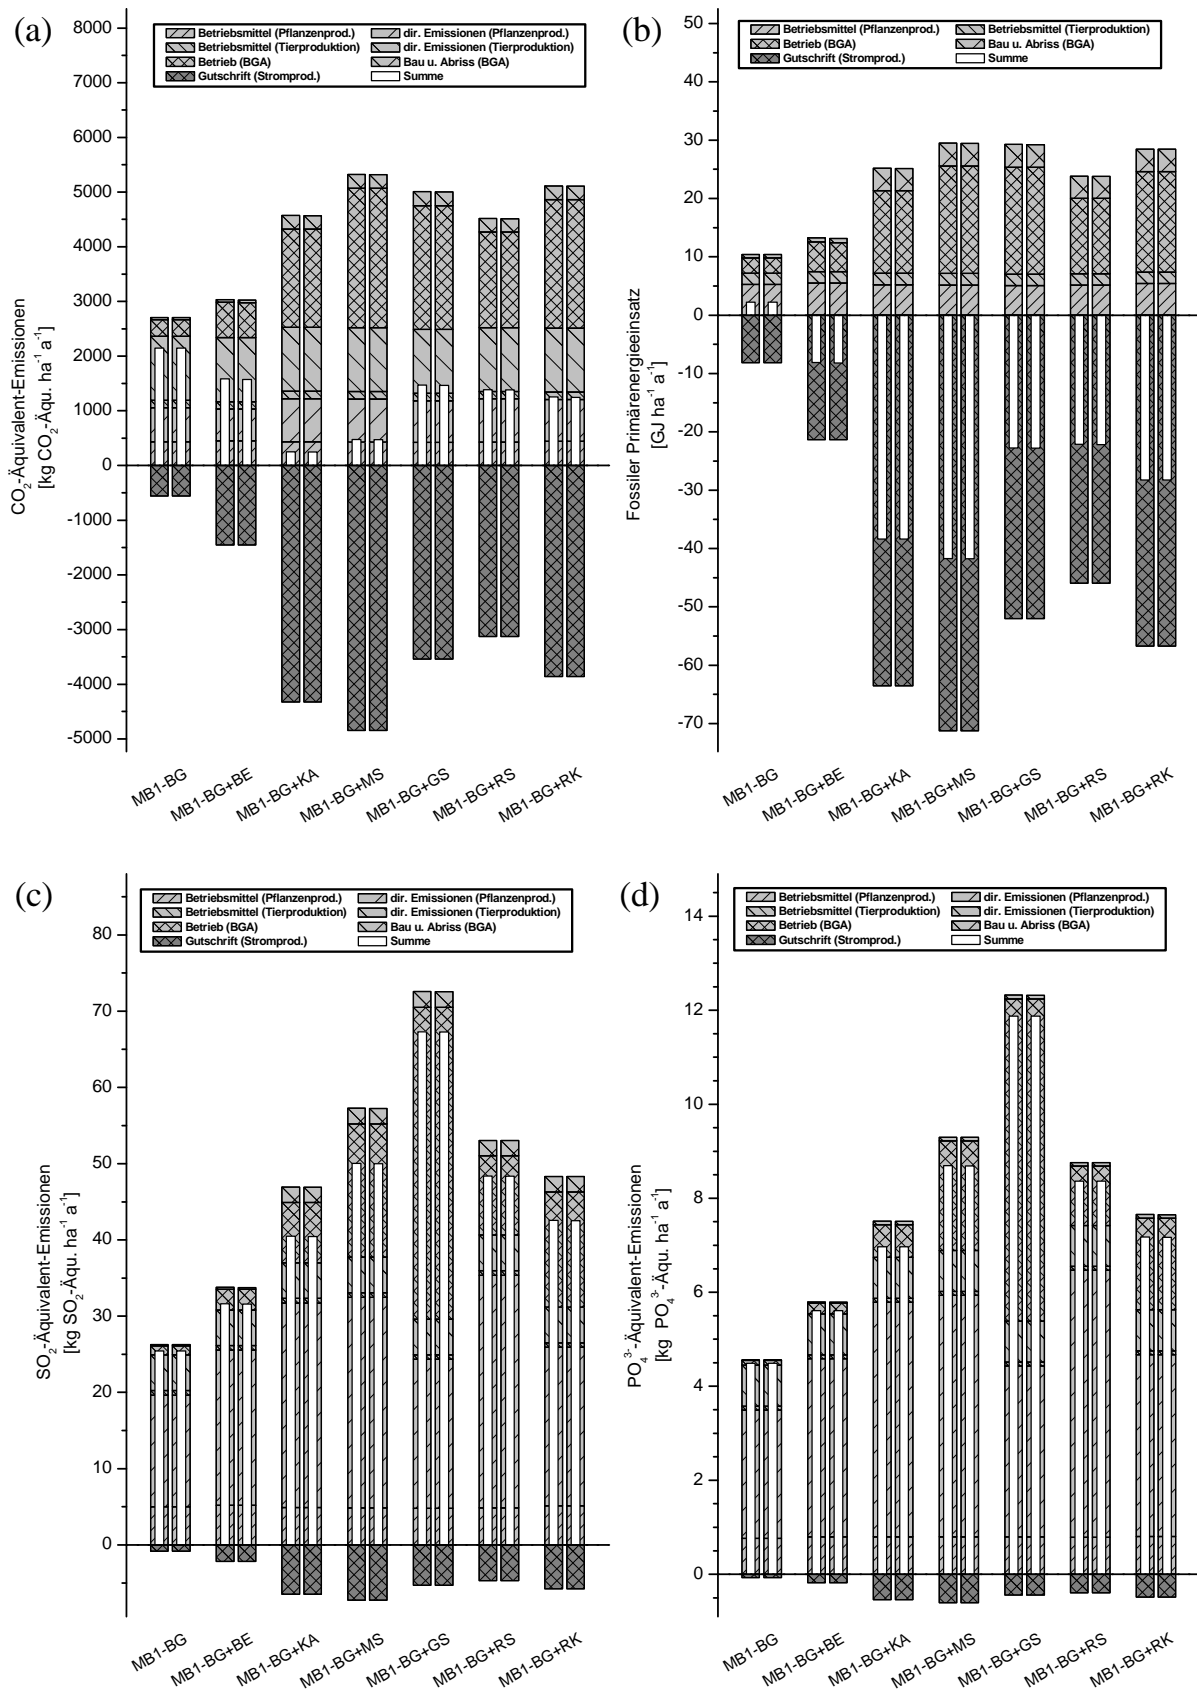 (a)
Betriebsmittel (Pflanzenprod.) dir. Emissionen (Pflanzenprod.)
Betriebsmittel (Tierproduktion) dir. Emissionen (Tierproduktion)
Betrieb (BGA) Bau u. Abriss (BGA)
Gutschrift (Stromprod.) Summe
8000
7000
6000
5000
4000
3000
2000
1000
0
-1000
-2000
-3000
-4000
-5000
CO₂-Äquivalent-Emissionen
[kg CO₂-Äqu. ha⁻¹ a⁻¹]
MB1-BG
MB1-BG+BE
MB1-BG+KA
MB1-BG+MS
MB1-BG+GS
MB1-BG+RS
MB1-BG+RK
(b)
Betriebsmittel (Pflanzenprod.) Betriebsmittel (Tierproduktion)
Betrieb (BGA) Bau u. Abriss (BGA)
Gutschrift (Stromprod.) Summe
50
40
30
20
10
0
-10
-20
-30
-40
-50
-60
-70
Fossiler Primärenergieeinsatz
[GJ ha⁻¹ a⁻¹]
MB1-BG
MB1-BG+BE
MB1-BG+KA
MB1-BG+MS
MB1-BG+GS
MB1-BG+RS
MB1-BG+RK
(c)
Betriebsmittel (Pflanzenprod.) dir. Emissionen (Pflanzenprod.)
Betriebsmittel (Tierproduktion) dir. Emissionen (Tierproduktion)
Betrieb (BGA) Bau u. Abriss (BGA)
Gutschrift (Stromprod.) Summe
80
70
60
50
40
30
20
10
0
SO₂-Äquivalent-Emissionen
[kg SO₂-Äqu. ha⁻¹ a⁻¹]
MB1-BG
MB1-BG+BE
MB1-BG+KA
MB1-BG+MS
MB1-BG+GS
MB1-BG+RS
MB1-BG+RK
(d)
Betriebsmittel (Pflanzenprod.) dir. Emissionen (Pflanzenprod.)
Betriebsmittel (Tierproduktion) dir. Emissionen (Tierproduktion)
Betrieb (BGA) Bau u. Abriss (BGA)
Gutschrift (Stromprod.) Summe
14
12
10
8
6
4
2
0
PO₄³⁻-Äquivalent-Emissionen
[kg PO₄³⁻-Äqu. ha⁻¹ a⁻¹]
MB1-BG
MB1-BG+BE
MB1-BG+KA
MB1-BG+MS
MB1-BG+GS
MB1-BG+RS
MB1-BG+RK